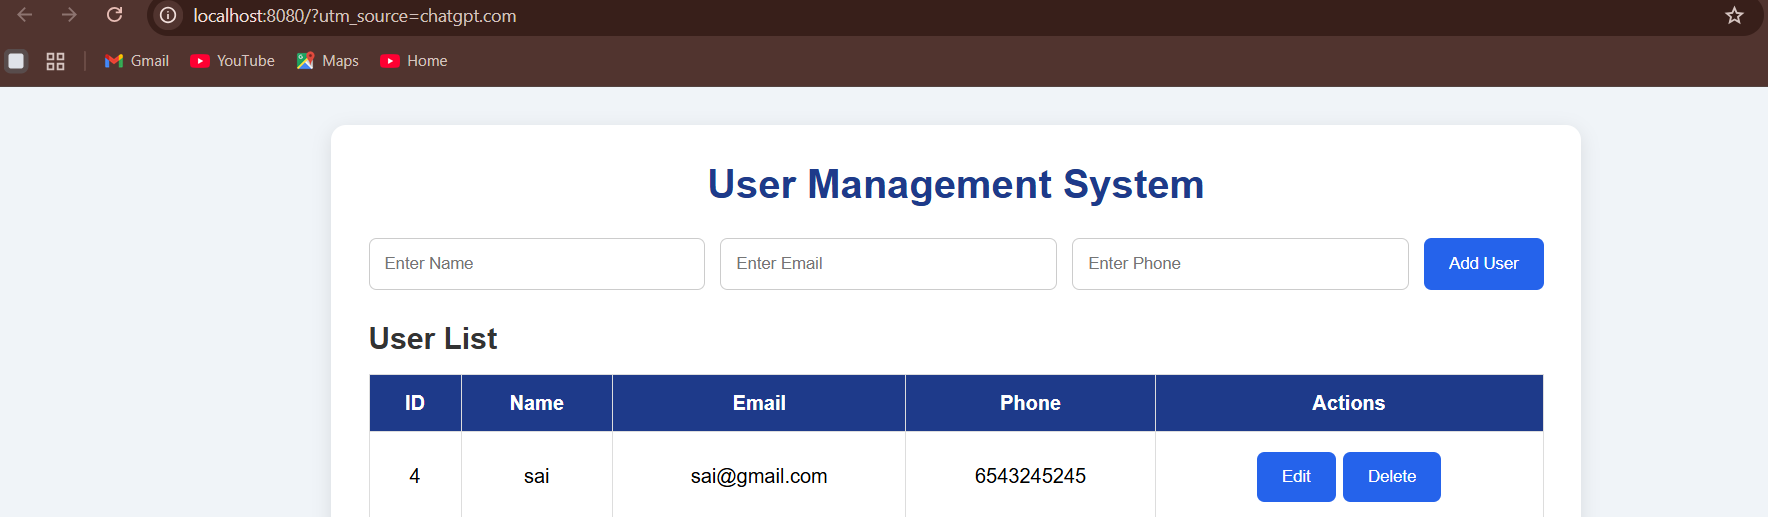 localhost:8080/?utm_source=chatgpt.com
Gmail YouTube Maps Home
User Management System
Enter Name Enter Email Enter Phone Add User
User List
ID Name Email Phone Actions
4 sai sai@gmail.com 6543245245 Edit Delete